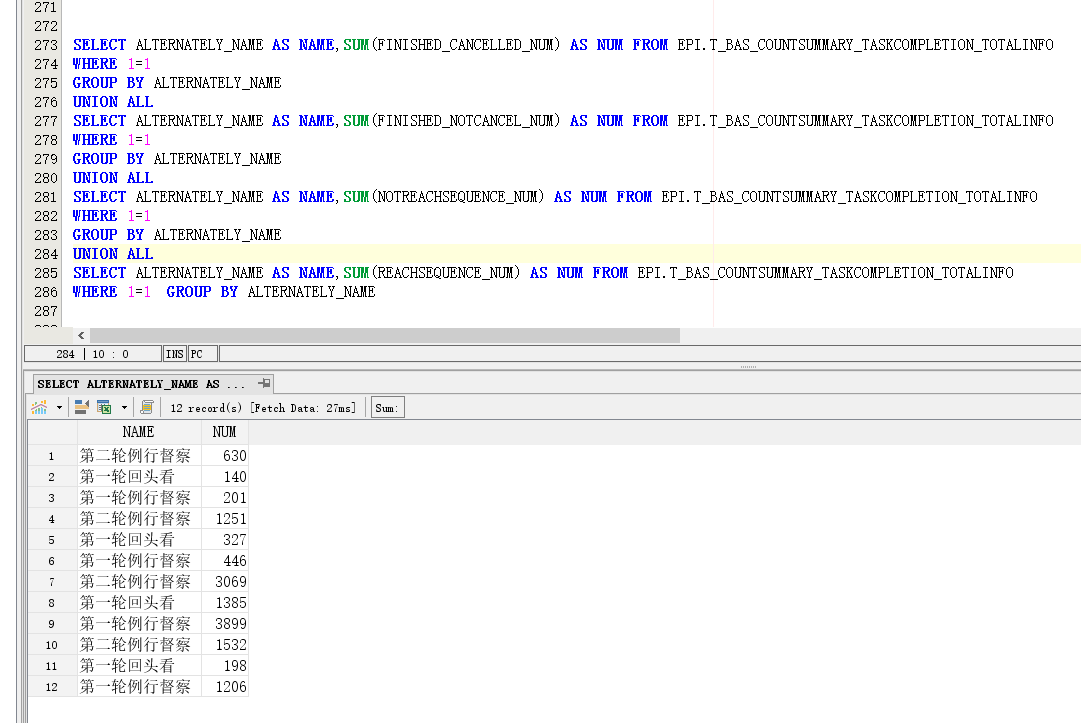 271
272
273 SELECT ALTERNATELY_NAME AS NAME,SUM(FINISHED_CANCELLED_NUM) AS NUM FROM EPI.T_BAS_COUNTSUMMARY_TASKCOMPLETION_TOTALINFO
274 WHERE 1=1
275 GROUP BY ALTERNATELY_NAME
276 UNION ALL
277 SELECT ALTERNATELY_NAME AS NAME,SUM(FINISHED_NOTCANCEL_NUM) AS NUM FROM EPI.T_BAS_COUNTSUMMARY_TASKCOMPLETION_TOTALINFO
278 WHERE 1=1
279 GROUP BY ALTERNATELY_NAME
280 UNION ALL
281 SELECT ALTERNATELY_NAME AS NAME,SUM(NOTREACHSEQUENCE_NUM) AS NUM FROM EPI.T_BAS_COUNTSUMMARY_TASKCOMPLETION_TOTALINFO
282 WHERE 1=1
283 GROUP BY ALTERNATELY_NAME
284 UNION ALL
285 SELECT ALTERNATELY_NAME AS NAME,SUM(REACHSEQUENCE_NUM) AS NUM FROM EPI.T_BAS_COUNTSUMMARY_TASKCOMPLETION_TOTALINFO
286 WHERE 1=1  GROUP BY ALTERNATELY_NAME
287
284 | 10 : 0 INS PC
SELECT ALTERNATELY_NAME AS ...
12 record(s) [Fetch Data: 27ms] Sum:
NAME NUM
1 第二轮例行督察 630
2 第一轮回头看 140
3 第一轮例行督察 201
4 第二轮例行督察 1251
5 第一轮回头看 327
6 第一轮例行督察 446
7 第二轮例行督察 3069
8 第一轮回头看 1385
9 第一轮例行督察 3899
10 第二轮例行督察 1532
11 第一轮回头看 198
12 第一轮例行督察 1206